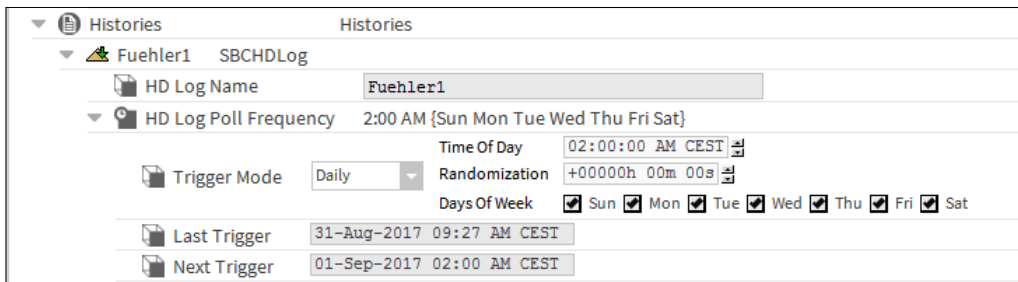 Histories Histories
Fuehler1 SBCHDLog
HD Log Name Fuehler1
HD Log Poll Frequency 2:00 AM {Sun Mon Tue Wed Thu Fri Sat}
Trigger Mode Daily
Time Of Day 02:00:00 AM CEST
Randomization +00000h 00m 00s
Days Of Week Sun Mon Tue Wed Thu Fri Sat
Last Trigger 31-Aug-2017 09:27 AM CEST
Next Trigger 01-Sep-2017 02:00 AM CEST